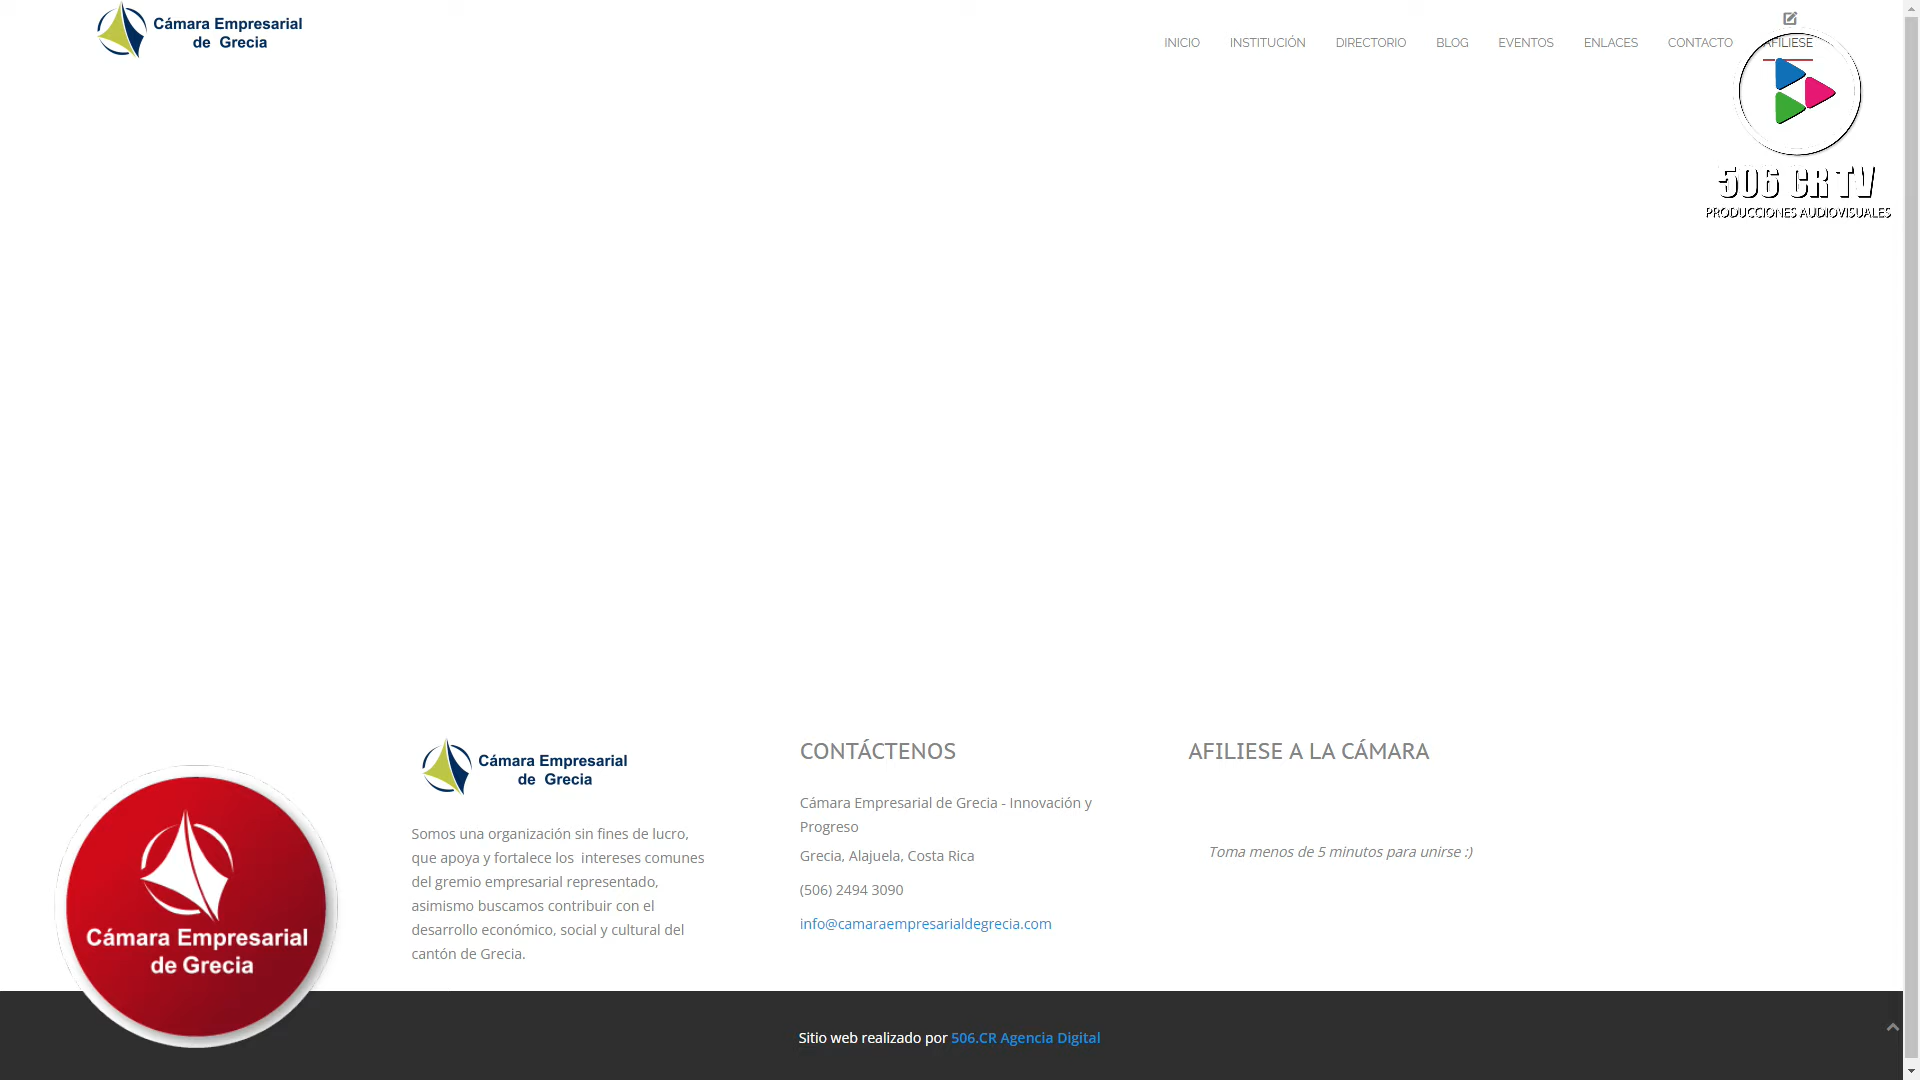 Cámara Empresarial
de Grecia
INICIO INSTITUCIÓN DIRECTORIO BLOG EVENTOS ENLACES CONTACTO AFILIESE
506 CR TV
PRODUCCIONES AUDIOVISUALES
Cámara Empresarial
de Grecia
Somos una organización sin fines de lucro,
que apoya y fortalece los intereses comunes
del gremio empresarial representado,
asimismo buscamos contribuir con el
desarrollo económico, social y cultural del
cantón de Grecia.
CONTÁCTENOS
Cámara Empresarial de Grecia - Innovación y
Progreso
Grecia, Alajuela, Costa Rica
(506) 2494 3090
info@camaraempresarialdegrecia.com
AFILIESE A LA CÁMARA
Toma menos de 5 minutos para unirse :)
Cámara Empresarial
de Grecia
Sitio web realizado por 506.CR Agencia Digital